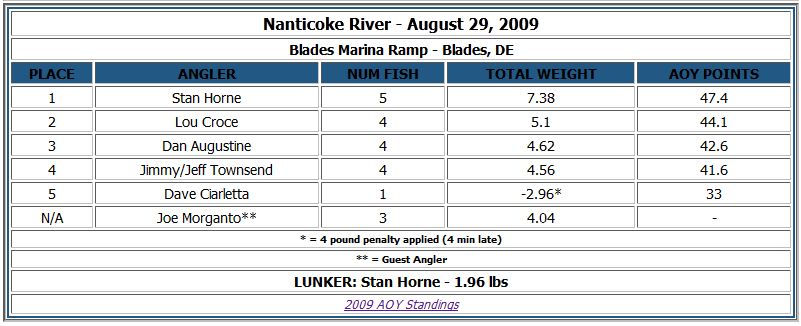 Nanticoke River - August 29, 2009
Blades Marina Ramp - Blades, DE
PLACE ANGLER NUM FISH TOTAL WEIGHT AOY POINTS
1 Stan Horne 5 7.38 47.4
2 Lou Croce 4 5.1 44.1
3 Dan Augustine 4 4.62 42.6
4 Jimmy/Jeff Townsend 4 4.56 41.6
5 Dave Ciarletta 1 -2.96* 33
N/A Joe Morganto** 3 4.04 -
* = 4 pound penalty applied (4 min late)
** = Guest Angler
LUNKER: Stan Horne - 1.96 lbs
2009 AOY Standings